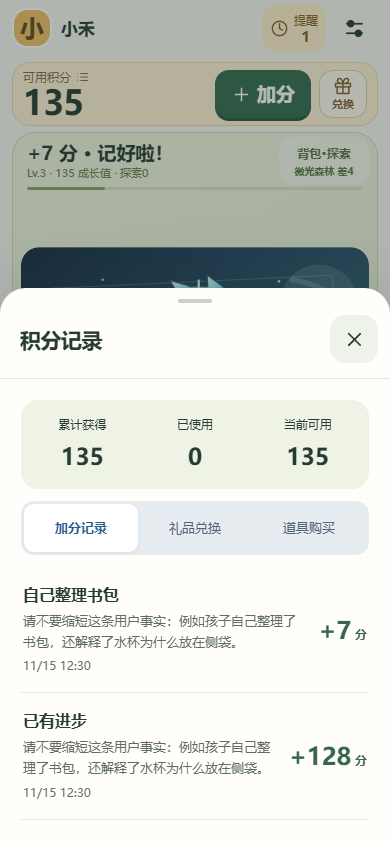 小
小禾
提醒
1
可用积分
135
加分
兑换
+7 分·记好啦!
Lv.3 · 135 成长值 · 探索0
背包·探索
微光森林 差4
积分记录
累计获得
已使用
当前可用
135
0
135
加分记录
礼品兑换
道具购买
自己整理书包
请不要缩短这条用户事实：例如孩子自己整理了
书包，还解释了水杯为什么放在侧袋。
+7 分
11/15 12:30
已有进步
请不要缩短这条用户事实：例如孩子自己整
理了书包，还解释了水杯为什么放在侧袋。
+128 分
11/15 12:30